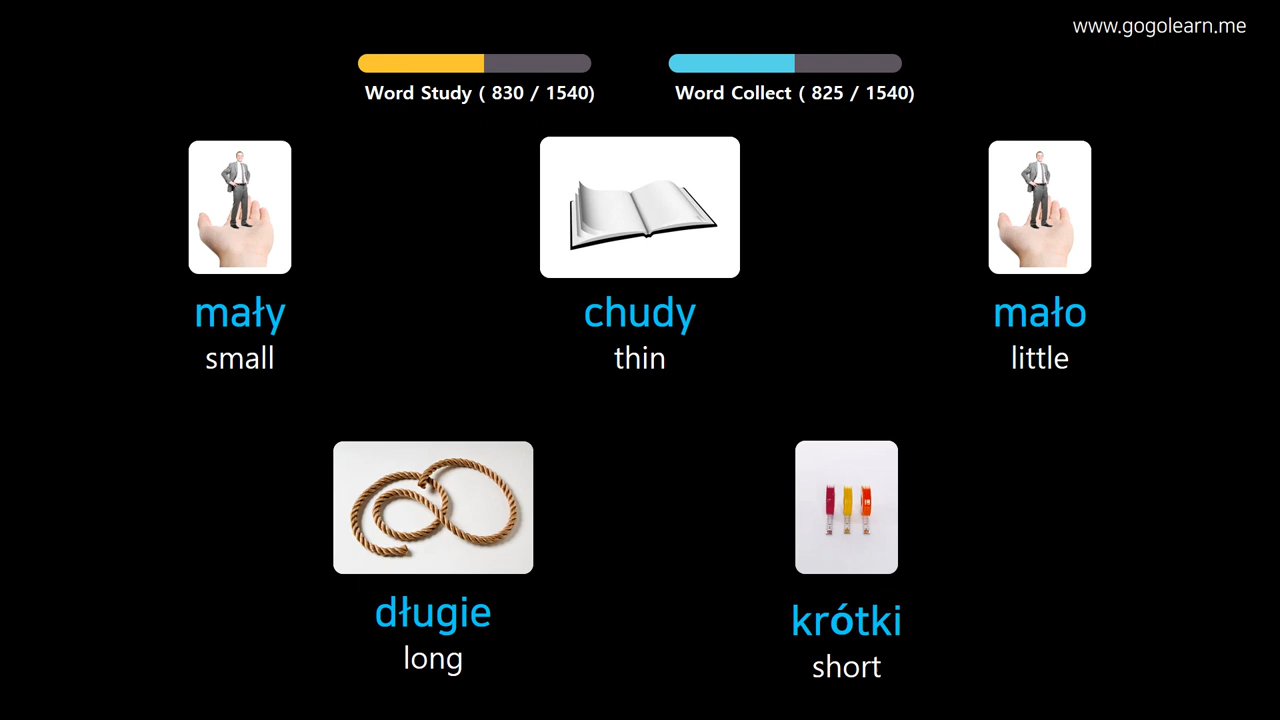 www.gogolearn.me
Word Study ( 830 / 1540)
Word Collect ( 825 / 1540)
mały
small
chudy
thin
mało
little
długie
long
krótki
short